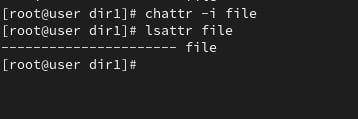 [root@user dir1]# chattr -i file
[root@user dir1]# lsattr file
---------------------- file
[root@user dir1]#